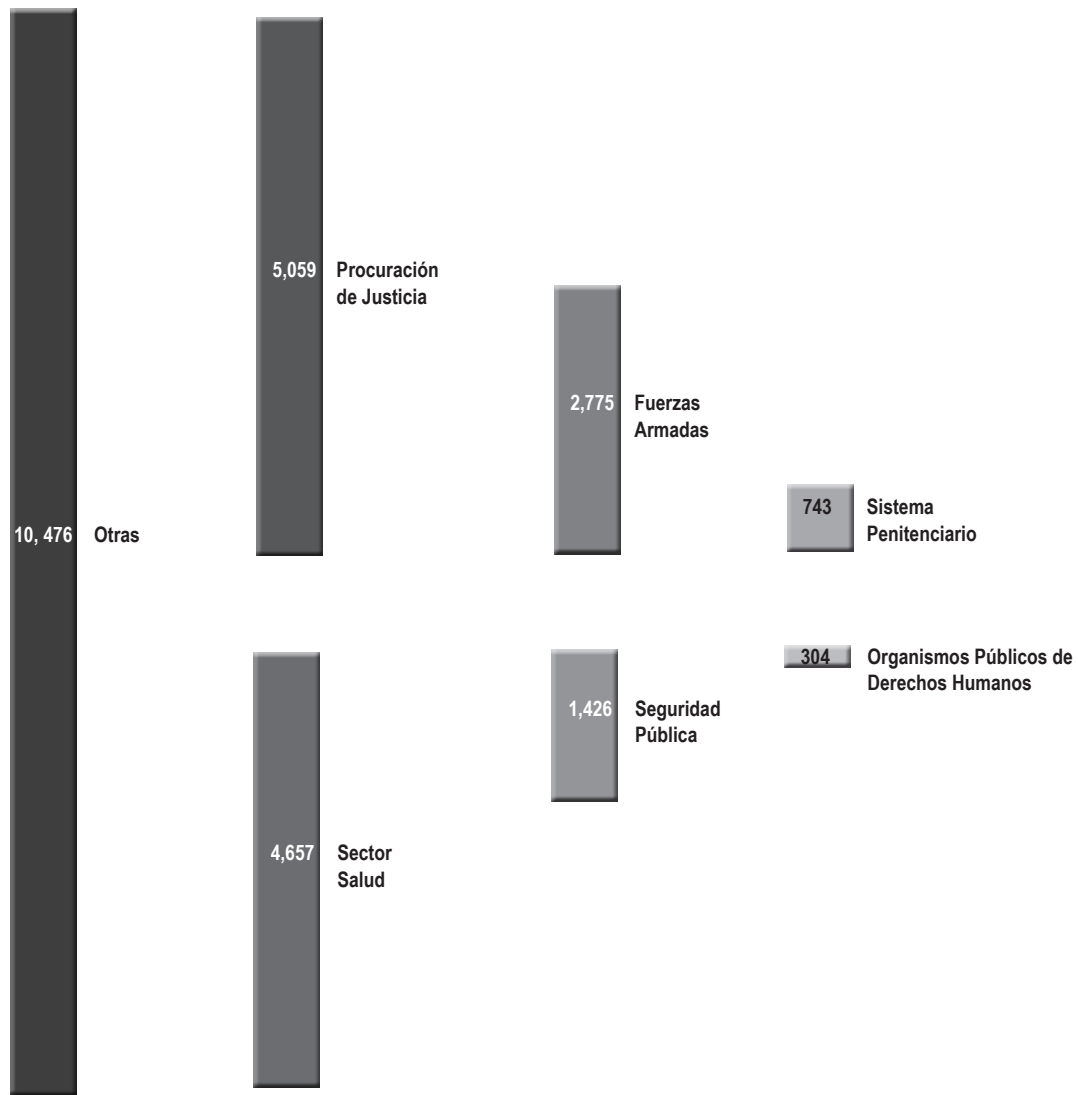 5,059 Procuración
de Justicia
2,775 Fuerzas
Armadas
743 Sistema
Penitenciario
10, 476 Otras
304 Organismos Públicos de
Derechos Humanos
1,426 Seguridad
Pública
4,657 Sector
Salud